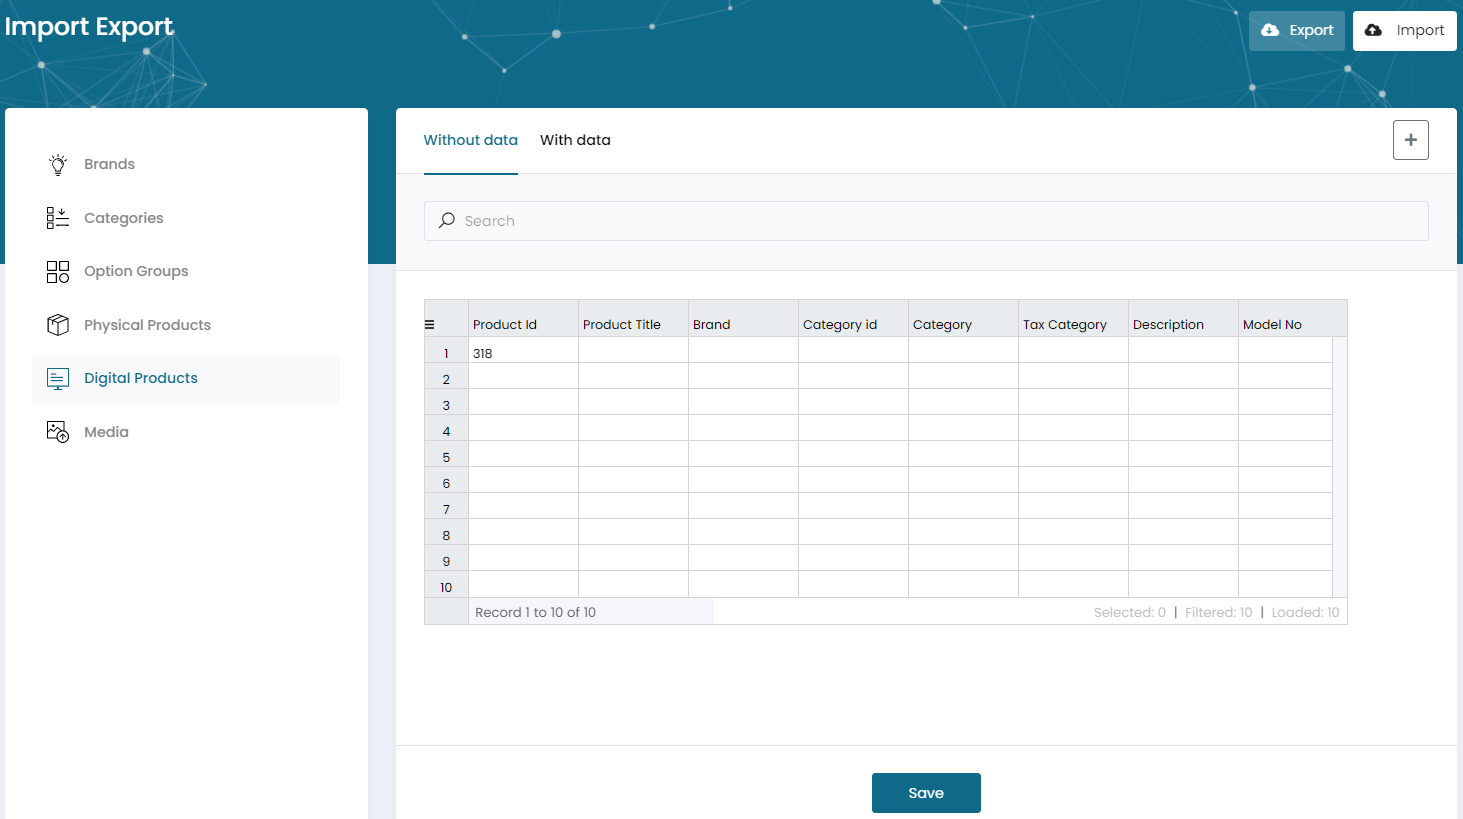 Import Export
Export
Import
Brands
Categories
Option Groups
Physical Products
Digital Products
Media
Without data
With data
+
Search
Product Id
Product Title
Brand
Category id
Category
Tax Category
Description
Model No
1
318
2
3
4
5
6
7
8
9
10
Record 1 to 10 of 10
Selected: 0 | Filtered: 10 | Loaded: 10
Save